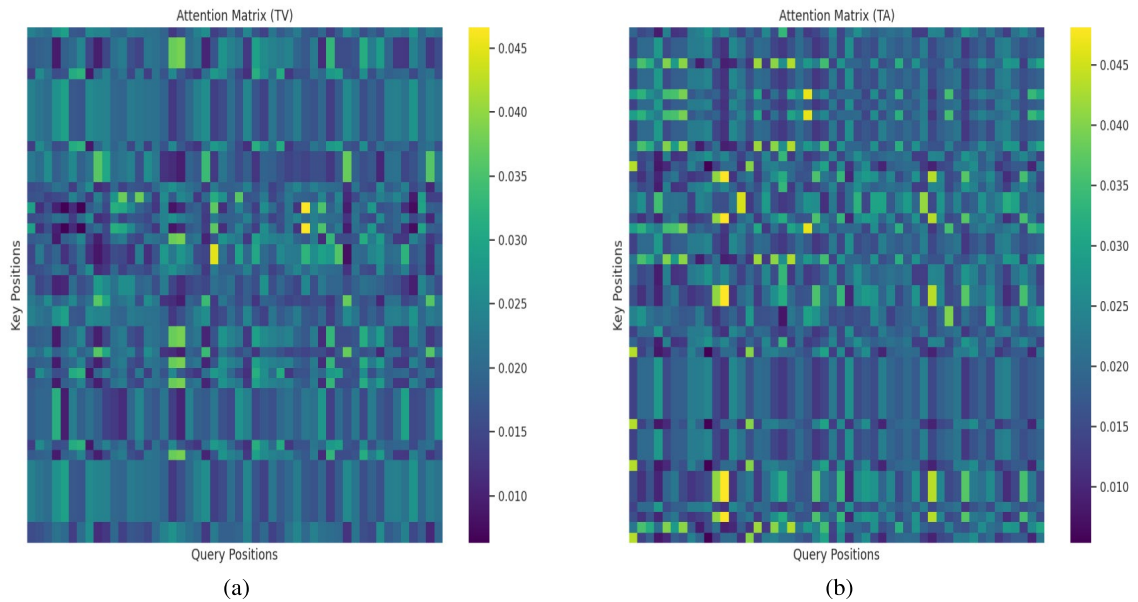 Attention Matrix (TV)
Key Positions
Query Positions
0.045
0.040
0.035
0.030
0.025
0.020
0.015
0.010
(a)
Attention Matrix (TA)
Key Positions
Query Positions
0.045
0.040
0.035
0.030
0.025
0.020
0.015
0.010
(b)